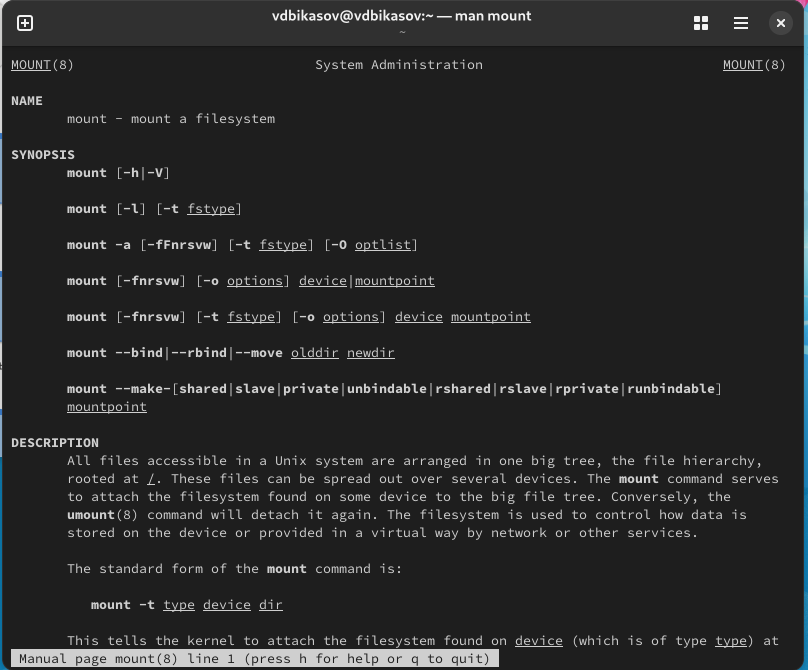 vdbikasov@vdbikasov:~ — man mount
~
MOUNT(8) System Administration MOUNT(8)
NAME
mount - mount a filesystem
SYNOPSIS
mount [-h|-V]
mount [-l] [-t fstype]
mount -a [-fFnrsvw] [-t fstype] [-O optlist]
mount [-fnrsvw] [-o options] device|mountpoint
mount [-fnrsvw] [-t fstype] [-o options] device mountpoint
mount --bind|--rbind|--move olddir newdir
mount --make-[shared|slave|private|unbindable|rshared|rslave|rprivate|runbindable]
mountpoint
DESCRIPTION
All files accessible in a Unix system are arranged in one big tree, the file hierarchy,
rooted at /. These files can be spread out over several devices. The mount command serves
to attach the filesystem found on some device to the big file tree. Conversely, the
umount(8) command will detach it again. The filesystem is used to control how data is
stored on the device or provided in a virtual way by network or other services.
The standard form of the mount command is:
mount -t type device dir
This tells the kernel to attach the filesystem found on device (which is of type type) at
Manual page mount(8) line 1 (press h for help or q to quit)